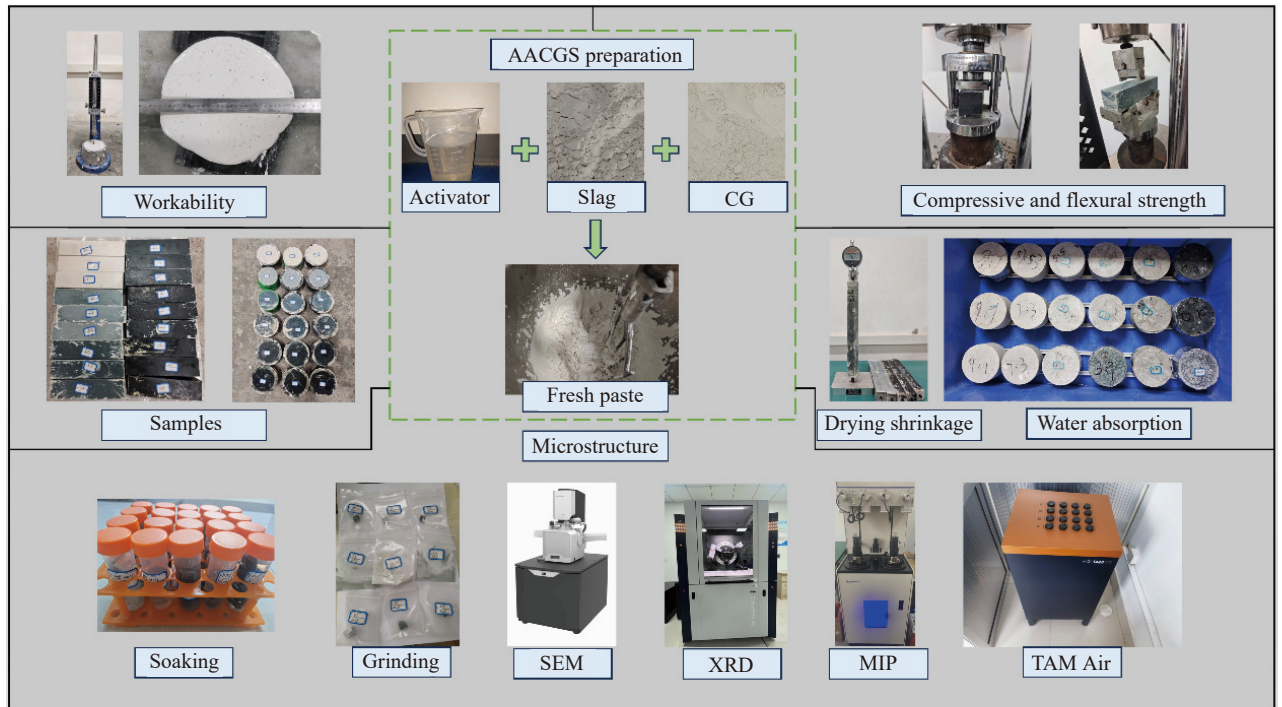 AACGS preparation
Activator
Slag
CG
Fresh paste
Workability
Compressive and flexural strength
Samples
Drying shrinkage
Water absorption
Microstructure
Soaking
Grinding
SEM
XRD
MIP
TAM Air